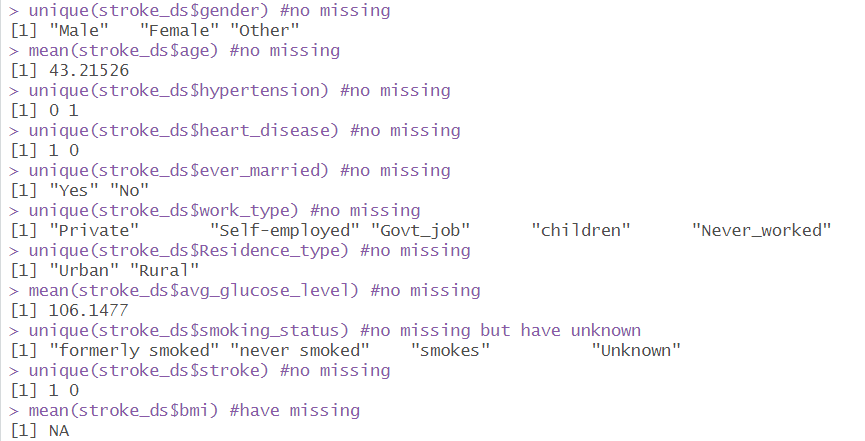 > unique(stroke_ds$gender) #no missing
[1] "Male"   "Female" "Other"
> mean(stroke_ds$age) #no missing
[1] 43.21526
> unique(stroke_ds$hypertension) #no missing
[1] 0 1
> unique(stroke_ds$heart_disease) #no missing
[1] 1 0
> unique(stroke_ds$ever_married) #no missing
[1] "Yes" "No"
> unique(stroke_ds$work_type) #no missing
[1] "Private"       "Self-employed" "Govt_job"      "children"      "Never_worked"
> unique(stroke_ds$Residence_type) #no missing
[1] "Urban" "Rural"
> mean(stroke_ds$avg_glucose_level) #no missing
[1] 106.1477
> unique(stroke_ds$smoking_status) #no missing but have unknown
[1] "formerly smoked" "never smoked"    "smokes"          "Unknown"
> unique(stroke_ds$stroke) #no missing
[1] 1 0
> mean(stroke_ds$bmi) #have missing
[1] NA